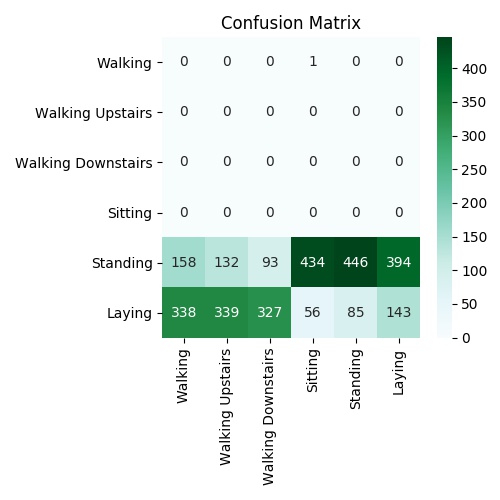 Confusion Matrix
Walking 0 0 0 1 0 0
Walking Upstairs 0 0 0 0 0 0
Walking Downstairs 0 0 0 0 0 0
Sitting 0 0 0 0 0 0
Standing 158 132 93 434 446 394
Laying 338 339 327 56 85 143
Walking
Walking Upstairs
Walking Downstairs
Sitting
Standing
Laying
400
350
300
250
200
150
100
50
0